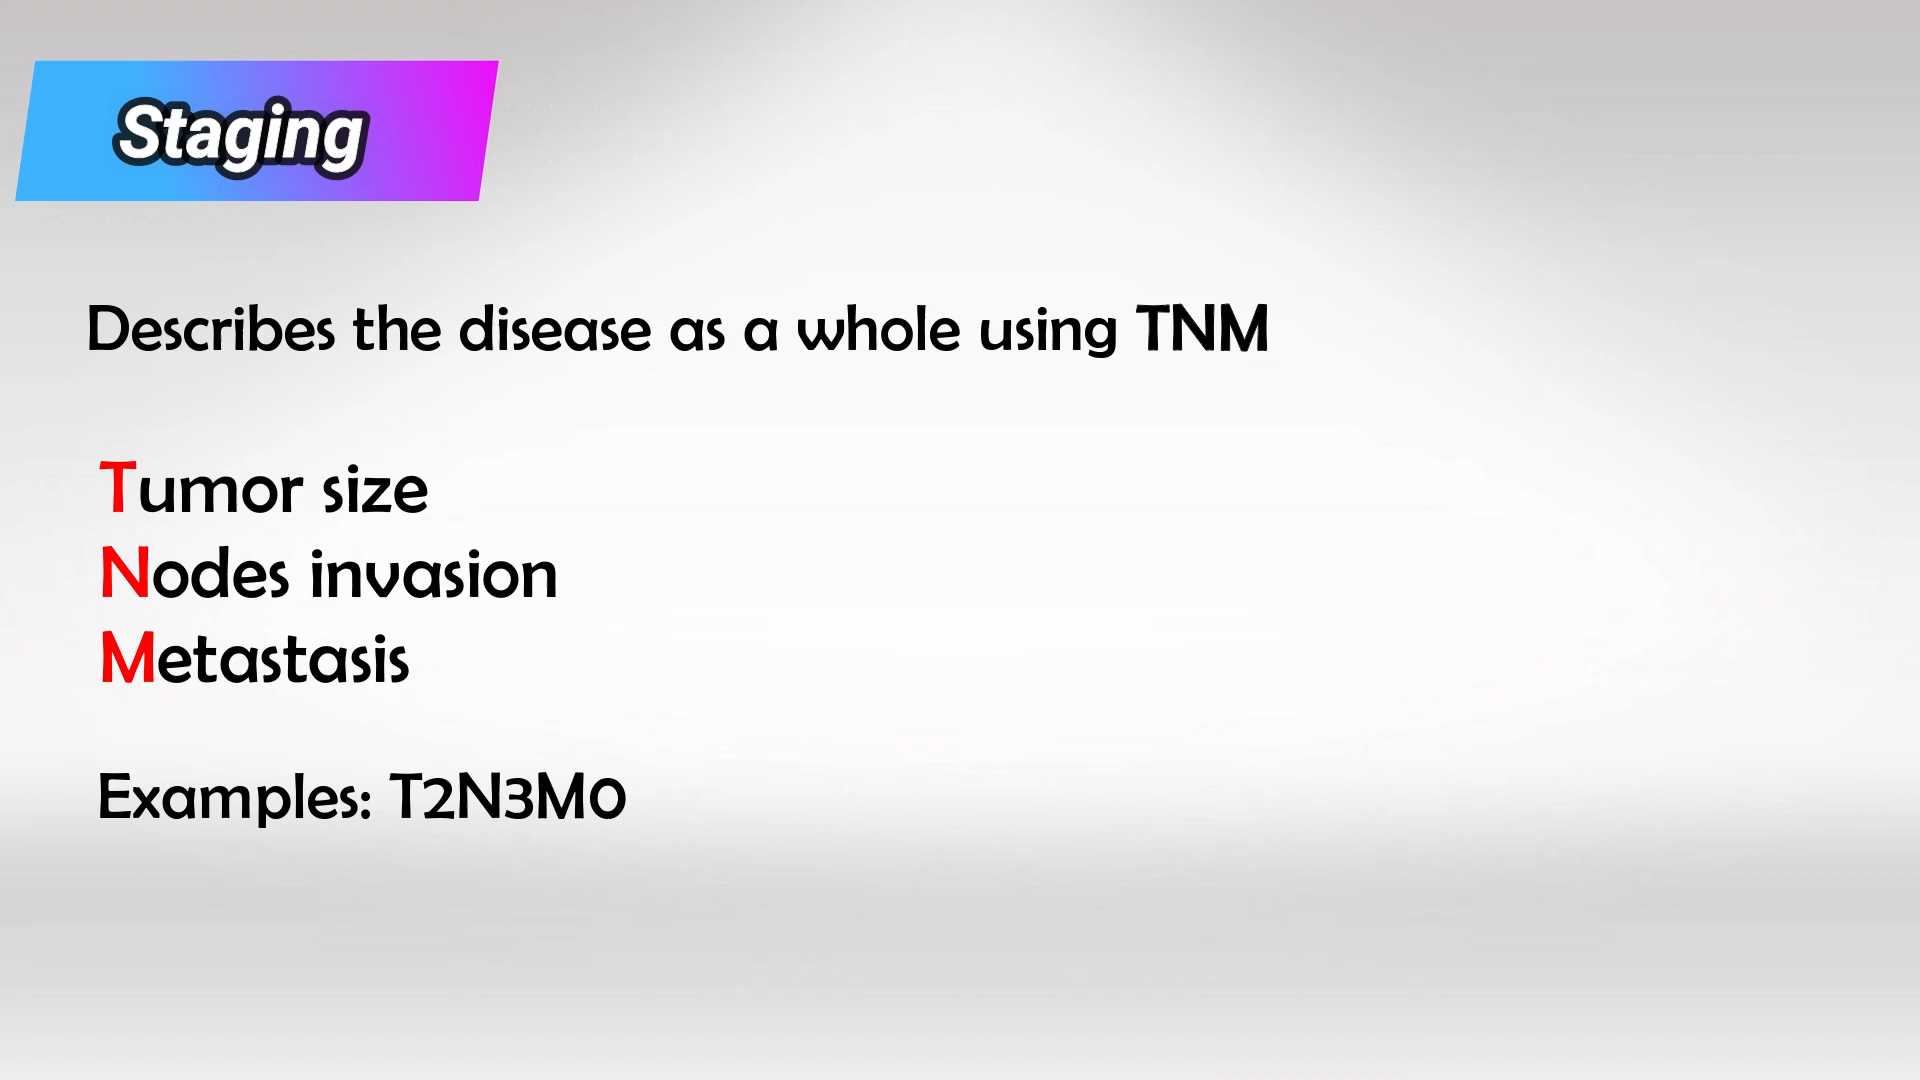 Staging
Describes the disease as a whole using TNM
Tumor size
Nodes invasion
Metastasis
Examples: T2N3M0